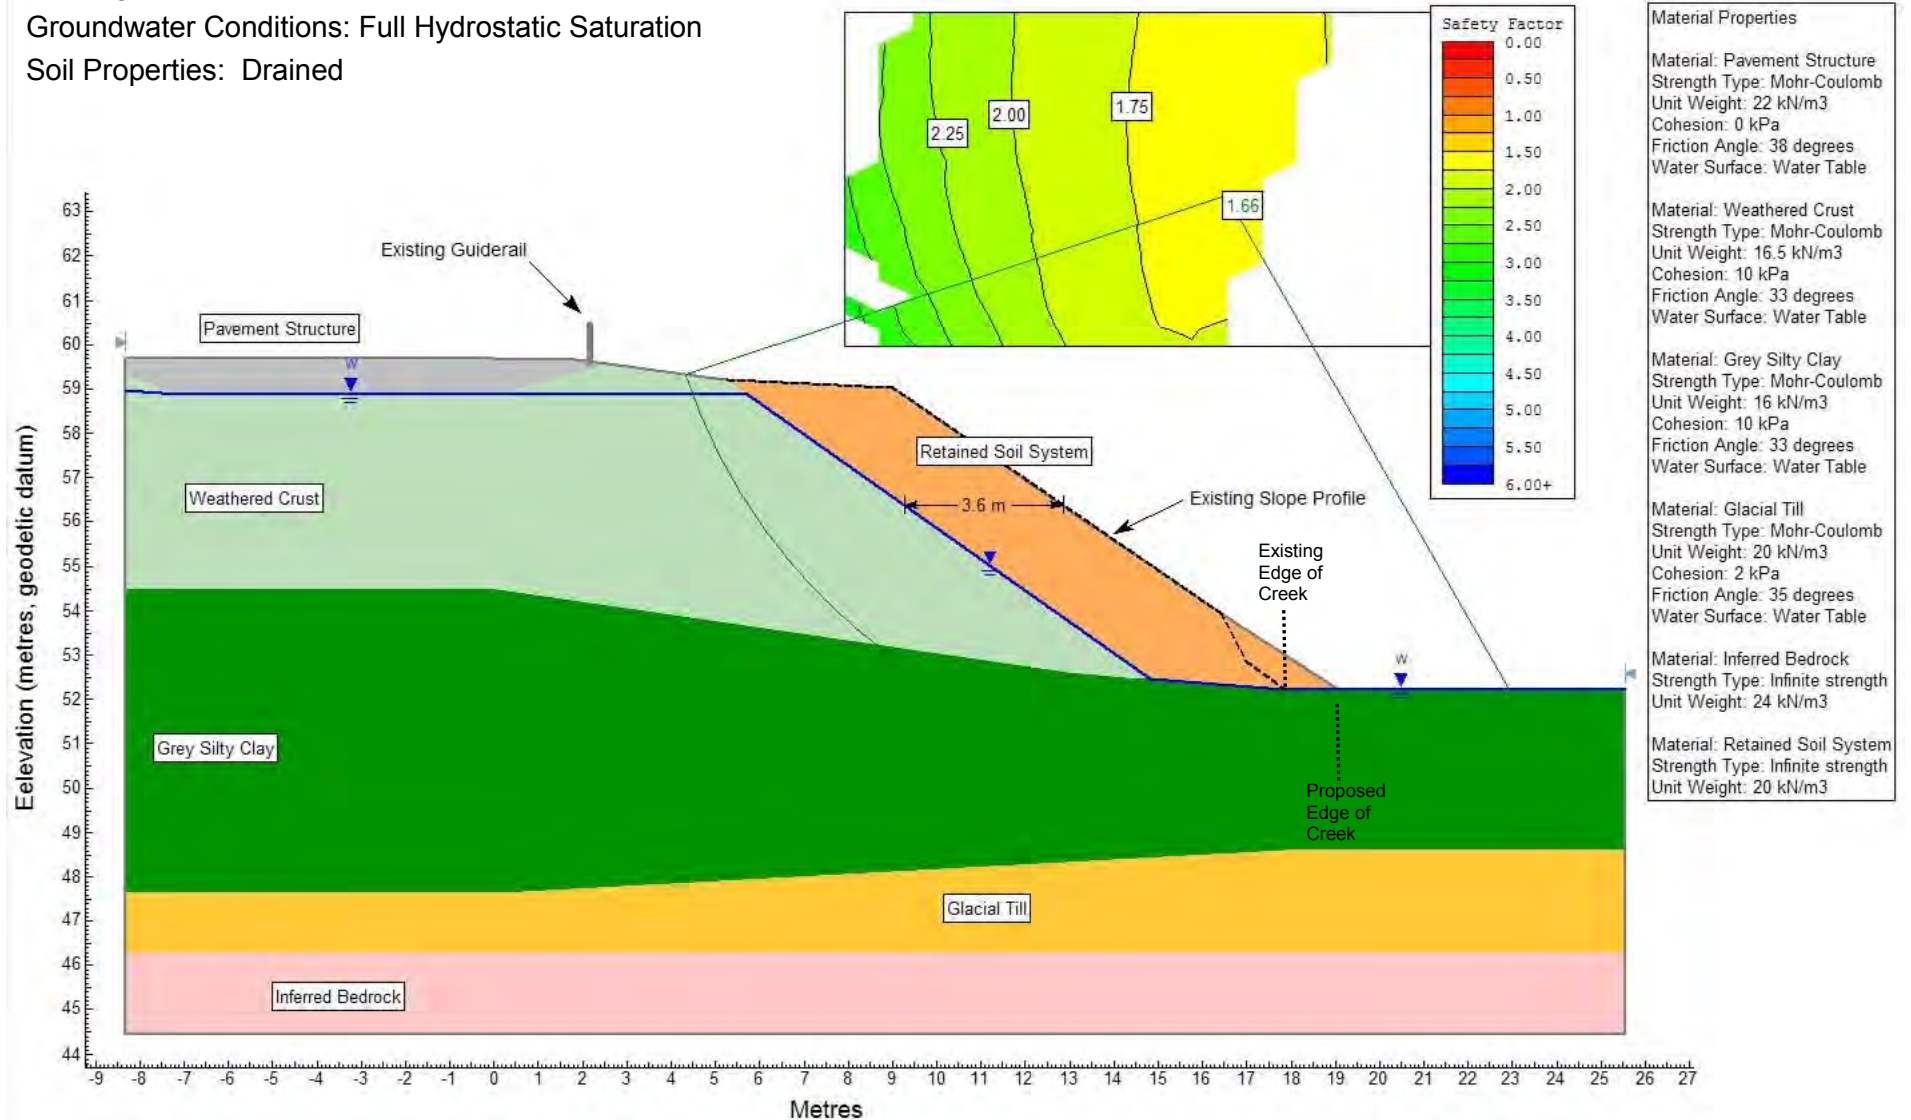 Groundwater Conditions: Full Hydrostatic Saturation
Soil Properties: Drained
2.25
2.00
1.75
1.66
Safety Factor
0.00
0.50
1.00
1.50
2.00
2.50
3.00
3.50
4.00
4.50
5.00
5.50
6.00+
Material Properties
Material: Pavement Structure
Strength Type: Mohr-Coulomb
Unit Weight: 22 kN/m3
Cohesion: 0 kPa
Friction Angle: 38 degrees
Water Surface: Water Table
Material: Weathered Crust
Strength Type: Mohr-Coulomb
Unit Weight: 16.5 kN/m3
Cohesion: 10 kPa
Friction Angle: 33 degrees
Water Surface: Water Table
Material: Grey Silty Clay
Strength Type: Mohr-Coulomb
Unit Weight: 16 kN/m3
Cohesion: 10 kPa
Friction Angle: 33 degrees
Water Surface: Water Table
Material: Glacial Till
Strength Type: Mohr-Coulomb
Unit Weight: 20 kN/m3
Cohesion: 2 kPa
Friction Angle: 35 degrees
Water Surface: Water Table
Material: Inferred Bedrock
Strength Type: Infinite strength
Unit Weight: 24 kN/m3
Material: Retained Soil System
Strength Type: Infinite strength
Unit Weight: 20 kN/m3
Eelevation (metres, geodetic datum)
63
62
61
60
59
58
57
56
55
54
53
52
51
50
49
48
47
46
45
44
Existing Guiderail
Pavement Structure
W
Retained Soil System
Weathered Crust
3.6 m
Existing Slope Profile
Existing
Edge of
Creek
W
Grey Silty Clay
Proposed
Edge of
Creek
Glacial Till
Inferred Bedrock
-9 -8 -7 -6 -5 -4 -3 -2 -1 0 1 2 3 4 5 6 7 8 9 10 11 12 13 14 15 16 17 18 19 20 21 22 23 24 25 26 27
Metres